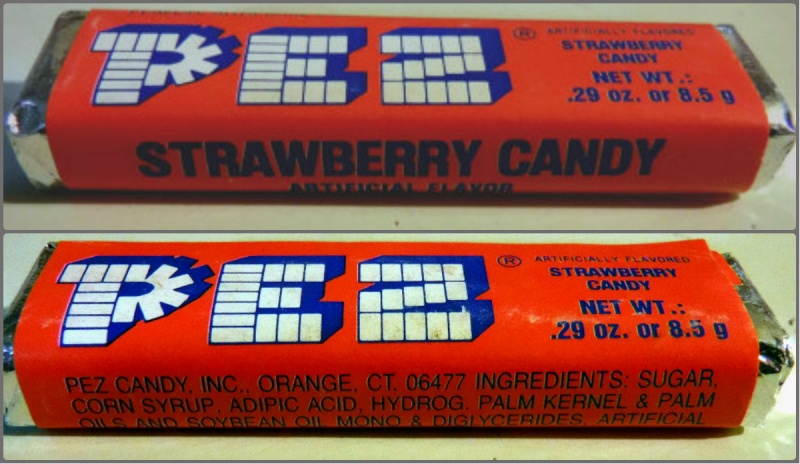 PEZ ® ARTIFICIALLY FLAVORED
STRAWBERRY
CANDY
NET WT.:
.29 oz. or 8.5 g
STRAWBERRY CANDY
ARTIFICIAL FLAVOR
PEZ ® ARTIFICIALLY FLAVORED
STRAWBERRY
CANDY
NET WT.:
.29 oz. or 8.5 g
PEZ CANDY, INC., ORANGE, CT. 06477 INGREDIENTS: SUGAR,
CORN SYRUP, ADIPIC ACID, HYDROG. PALM KERNEL & PALM
OILS AND SOYBEAN OIL MONO & DIGLYCERIDES, ARTIFICIAL